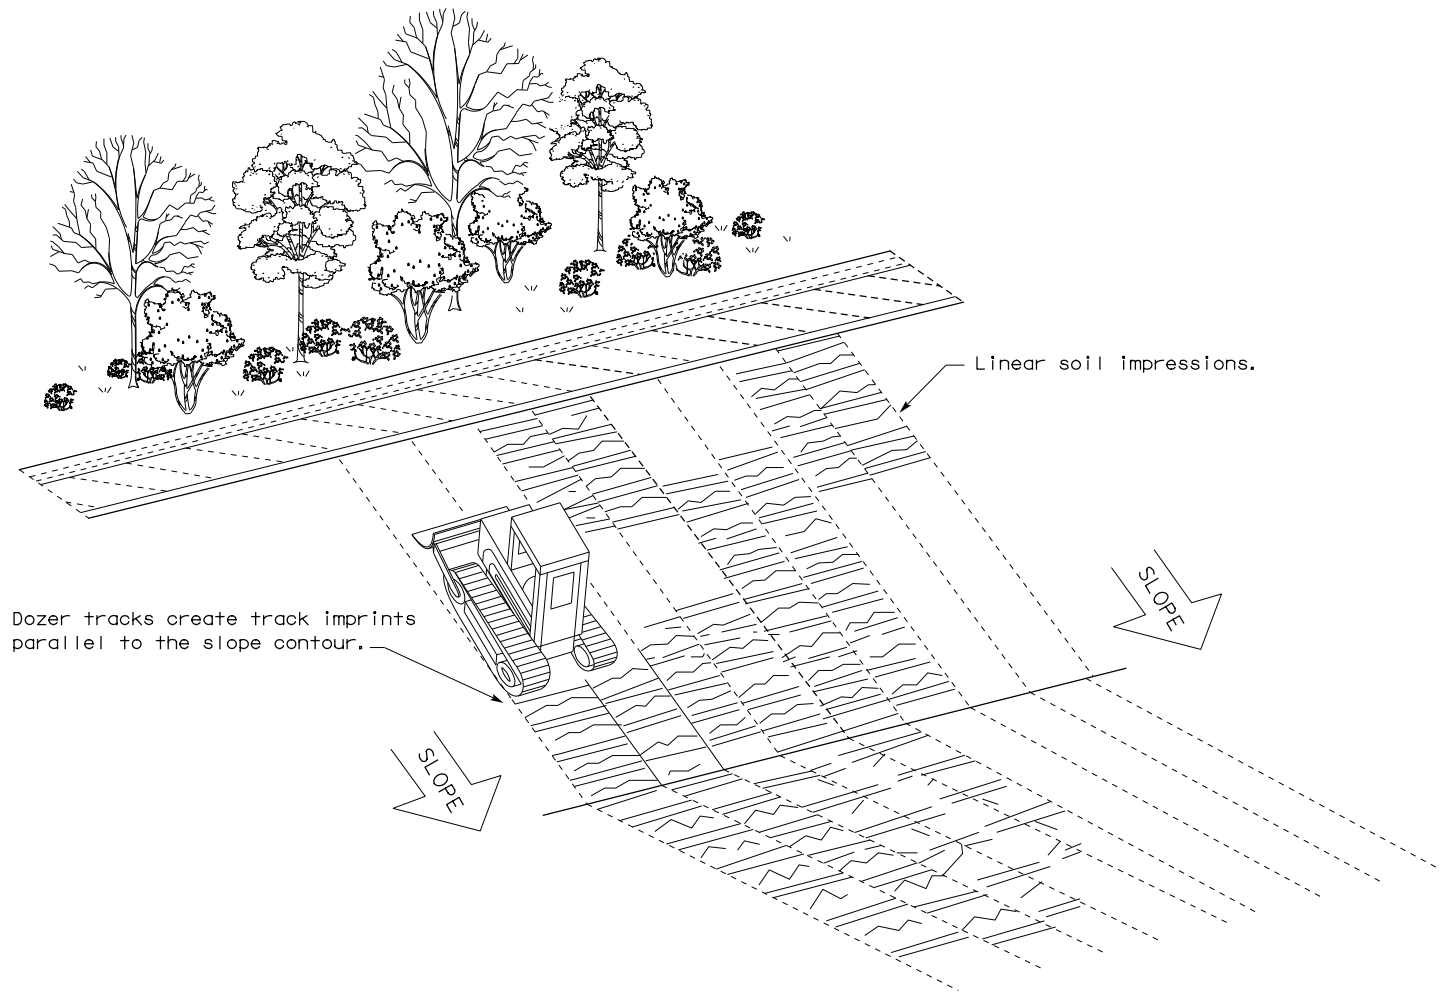 Linear soil impressions.
SLOPE
Dozer tracks create track imprints
parallel to the slope contour.
SLOPE